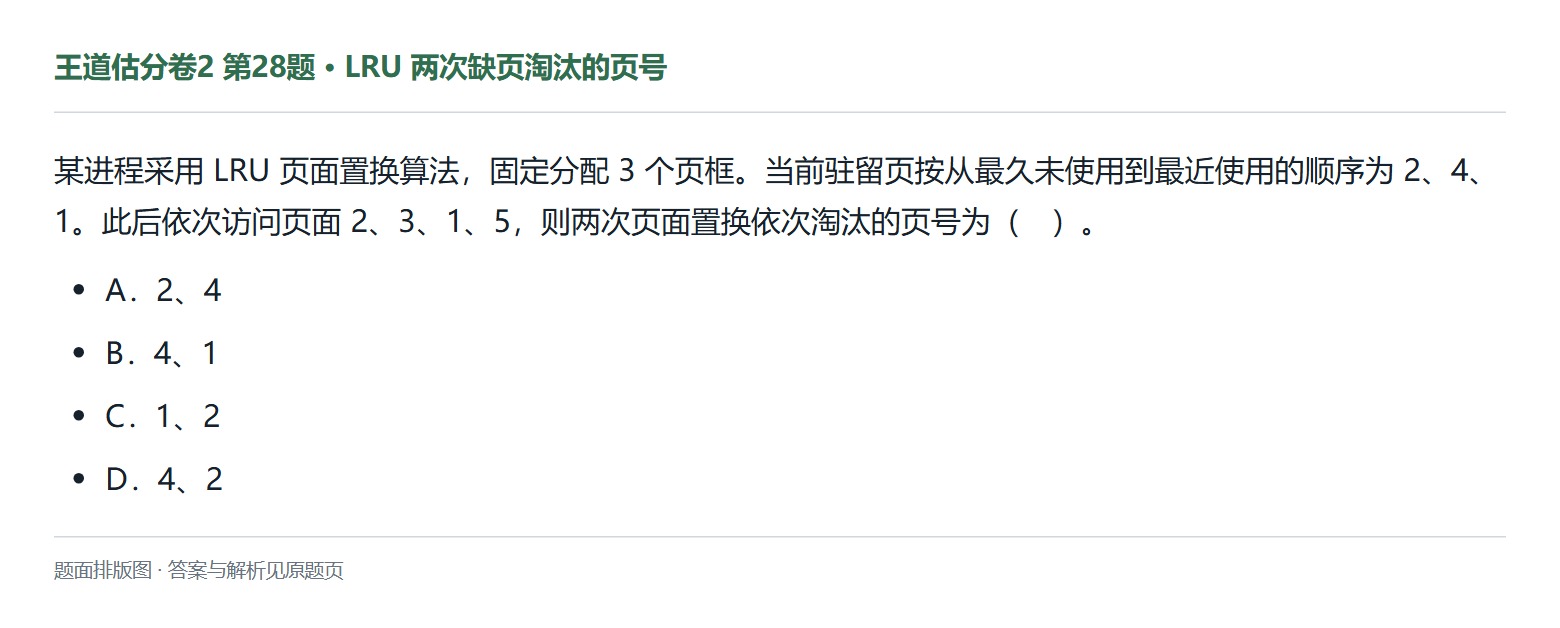 王道估分卷2 第28题 · LRU 两次缺页淘汰的页号
某进程采用 LRU 页面置换算法，固定分配 3 个页框。当前驻留页按从最久未使用到最近使用的顺序为 2、4、
1。此后依次访问页面 2、3、1、5，则两次页面置换依次淘汰的页号为（　）。
• A．2、4
• B．4、1
• C．1、2
• D．4、2
题面排版图 · 答案与解析见原题页